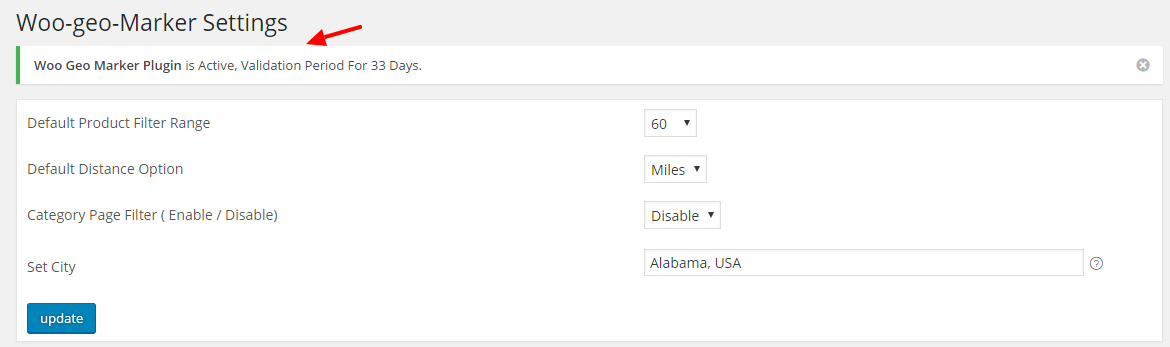 Woo-geo-Marker Settings
Woo Geo Marker Plugin is Active, Validation Period For 33 Days.
Default Product Filter Range 60
Default Distance Option Miles
Category Page Filter ( Enable / Disable) Disable
Set City Alabama, USA ?
update